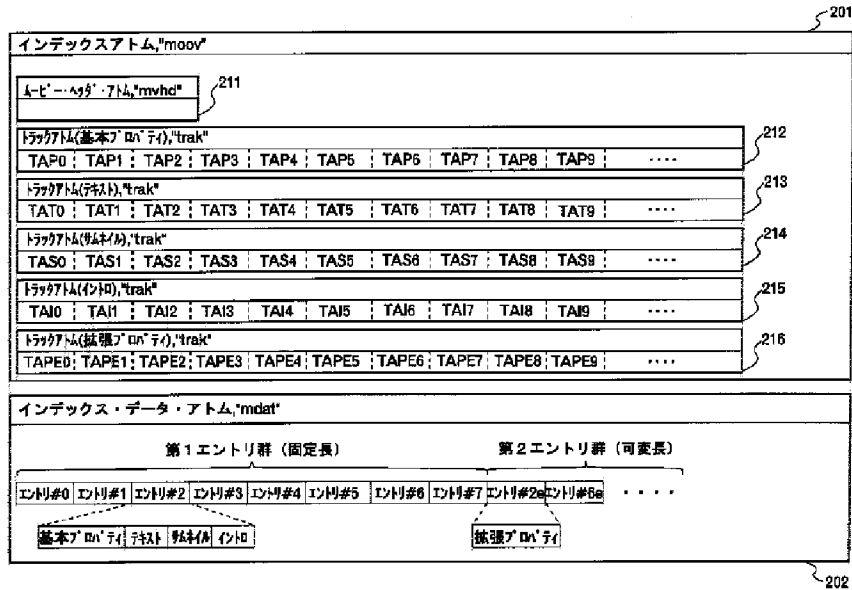 201
インデックスアトム,"moov"
ムービー・ヘッダ・アトム,"mvhd"
211
トラックアトム(基本プロパティ),"trak"
212
TAP0 TAP1 TAP2 TAP3 TAP4 TAP5 TAP6 TAP7 TAP8 TAP9 ････
トラックアトム(テキスト),"trak"
213
TAT0 TAT1 TAT2 TAT3 TAT4 TAT5 TAT6 TAT7 TAT8 TAT9 ････
トラックアトム(サムネイル),"trak"
214
TAS0 TAS1 TAS2 TAS3 TAS4 TAS5 TAS6 TAS7 TAS8 TAS9 ････
トラックアトム(イントロ),"trak"
215
TAI0 TAI1 TAI2 TAI3 TAI4 TAI5 TAI6 TAI7 TAI8 TAI9 ････
トラックアトム(拡張プロパティ),"trak"
216
TAPE0 TAPE1 TAPE2 TAPE3 TAPE4 TAPE5 TAPE6 TAPE7 TAPE8 TAPE9 ････
インデックス・データ・アトム,"mdat"
第1エントリ群（固定長） 第2エントリ群（可変長）
エントリ#0 エントリ#1 エントリ#2 エントリ#3 エントリ#4 エントリ#5 エントリ#6 エントリ#7 エントリ#2e エントリ#6e ････
基本プロパティ テキスト サムネイル イントロ 拡張プロパティ
202